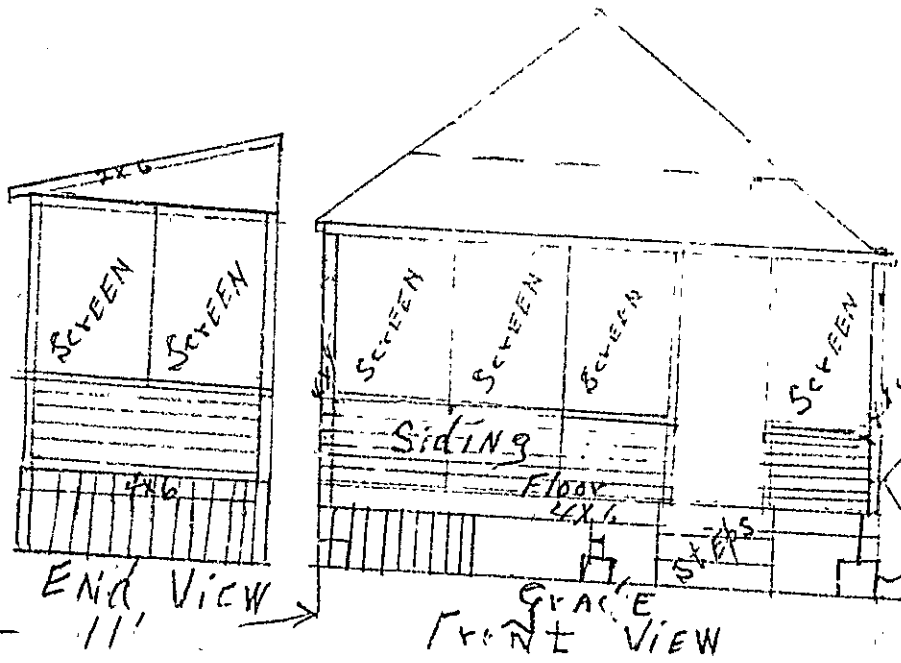 2x6
ScrEEN
ScrEEN
4x6
END VIEW
11'
ScrEEN
ScrEEN
ScrEEN
ScrEEN
SidiNg
Floor
4x6
StEps
GrADE
FroNt VIEW